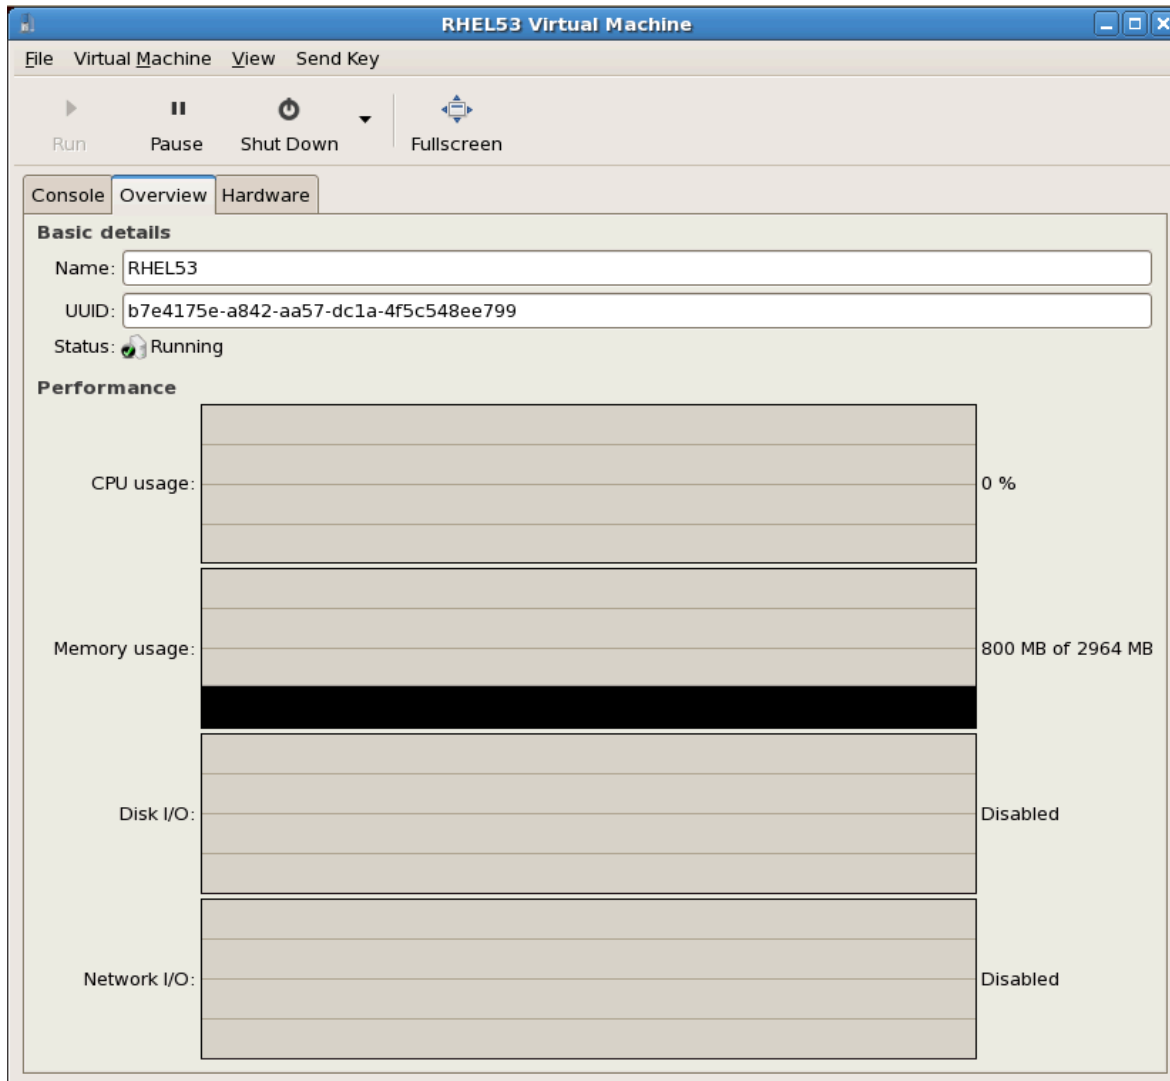 RHEL53 Virtual Machine
File Virtual Machine View Send Key
Run Pause Shut Down Fullscreen
Console Overview Hardware
Basic details
Name: RHEL53
UUID: b7e4175e-a842-aa57-dc1a-4f5c548ee799
Status: Running
Performance
CPU usage: 0 %
Memory usage: 800 MB of 2964 MB
Disk I/O: Disabled
Network I/O: Disabled